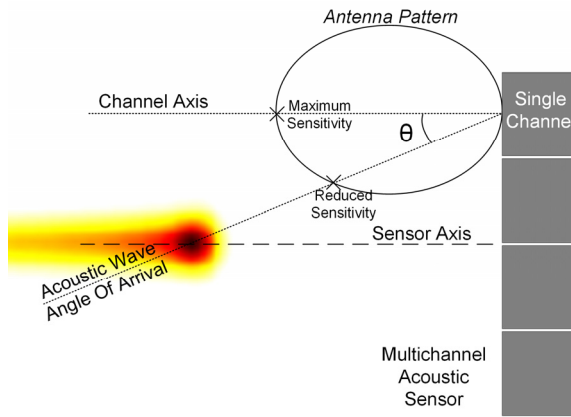 Antenna Pattern
Channel Axis
Maximum
Sensitivity
Single
Channel
θ
Reduced
Sensitivity
Sensor Axis
Acoustic Wave
Angle Of Arrival
Multichannel
Acoustic
Sensor